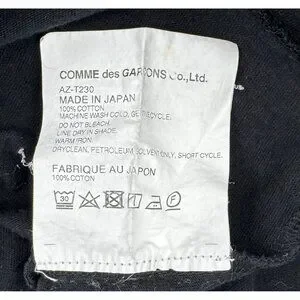 COMME des GARCONS Co.,Ltd.
AZ-T230
MADE IN JAPAN
100% COTTON
MACHINE WASH COLD, GENTLE CYCLE.
DO NOT BLEACH.
LINE DRY IN SHADE.
WARM IRON.
DRYCLEAN, PETROLEUM SOLVENT ONLY, SHORT CYCLE.
FABRIQUE AU JAPON
100% COTON
30 F